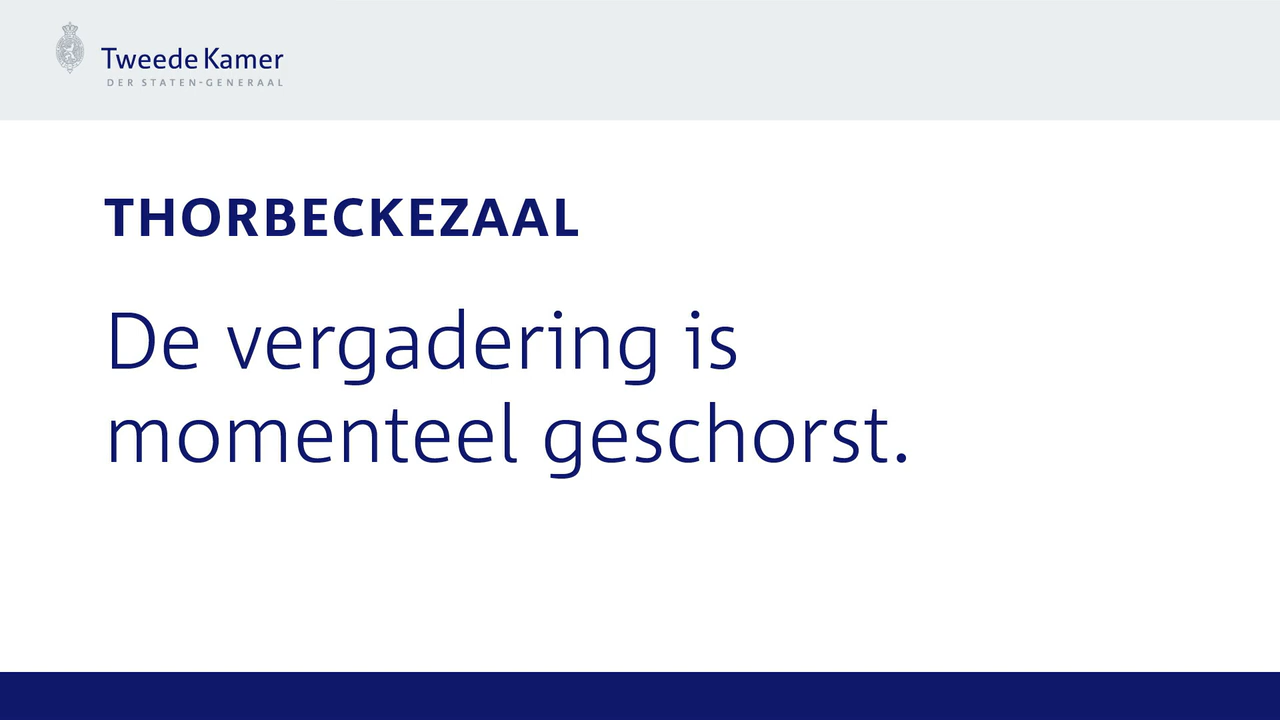 Tweede Kamer
DER STATEN-GENERAAL
THORBECKEZAAL
De vergadering is
momenteel geschorst.